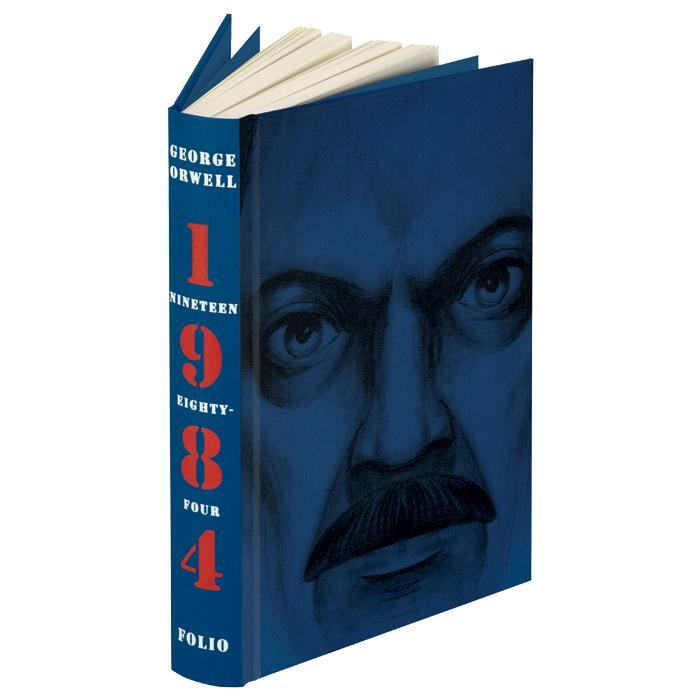 GEORGE
ORWELL
1
NINETEEN
9
EIGHTY-
8
FOUR
4
FOLIO